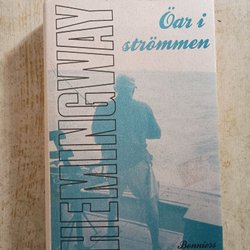 HEMINGWAY
Öar i
strömmen
Bonniers